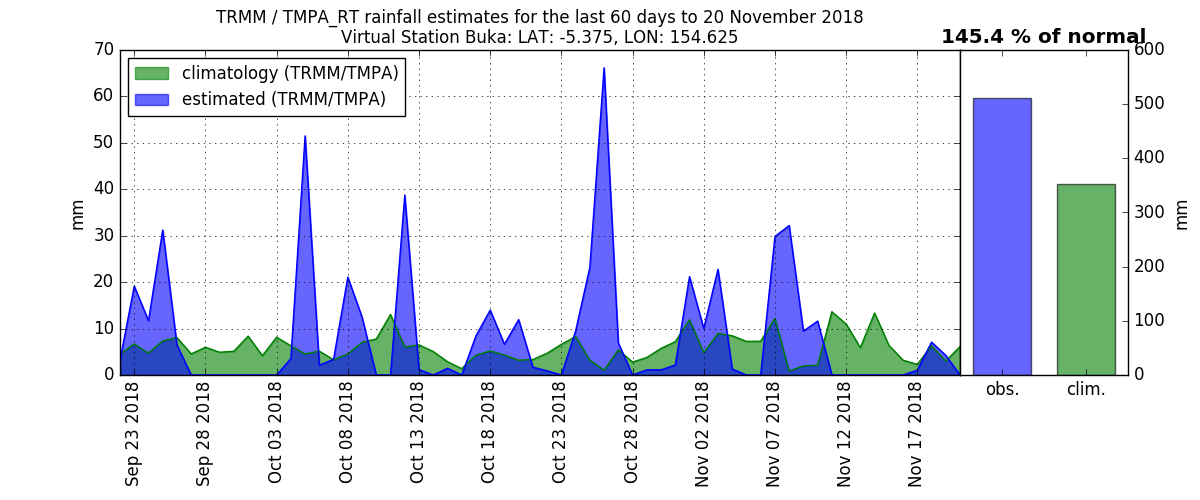 TRMM / TMPA_RT rainfall estimates for the last 60 days to 20 November 2018
Virtual Station Buka: LAT: -5.375, LON: 154.625
145.4 % of normal
climatology (TRMM/TMPA)
estimated (TRMM/TMPA)
70
60
50
40
30
20
10
0
mm
Sep 23 2018
Sep 28 2018
Oct 03 2018
Oct 08 2018
Oct 13 2018
Oct 18 2018
Oct 23 2018
Oct 28 2018
Nov 02 2018
Nov 07 2018
Nov 12 2018
Nov 17 2018
obs.
clim.
600
500
400
300
200
100
0
mm